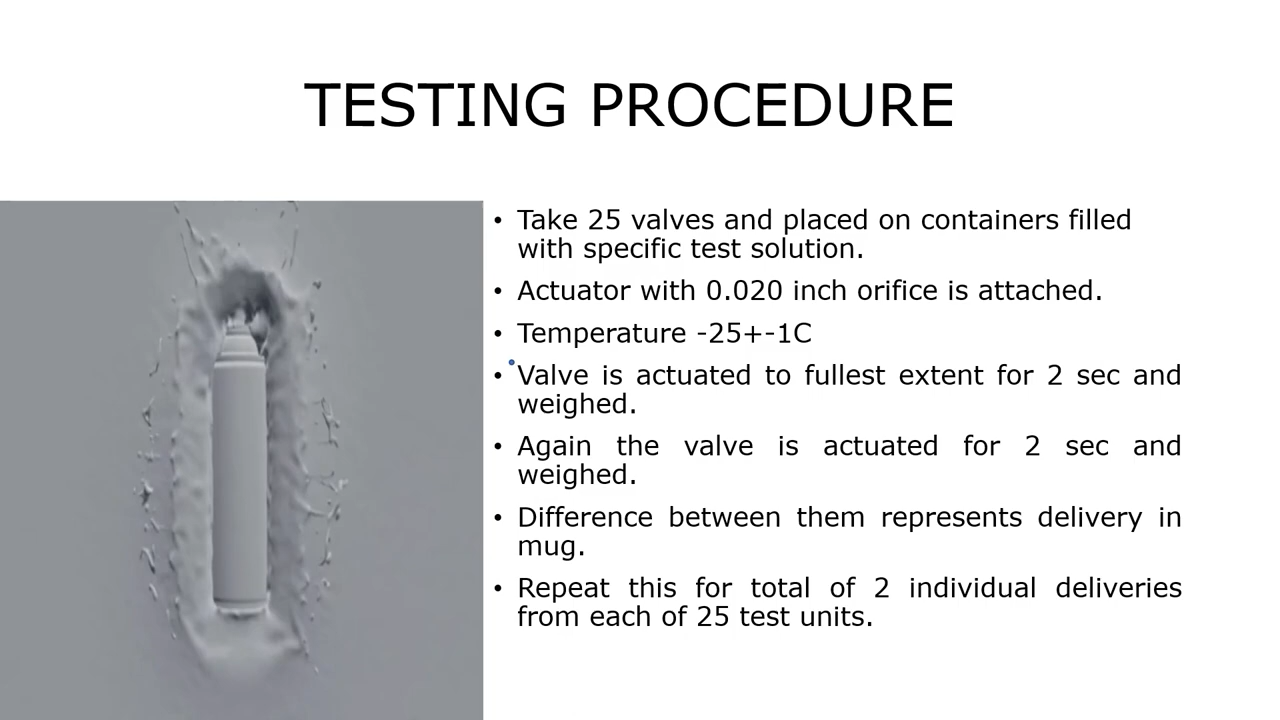 TESTING PROCEDURE
• Take 25 valves and placed on containers filled
with specific test solution.
• Actuator with 0.020 inch orifice is attached.
• Temperature -25+-1C
• Valve is actuated to fullest extent for 2 sec and
weighed.
• Again the valve is actuated for 2 sec and
weighed.
• Difference between them represents delivery in
mug.
• Repeat this for total of 2 individual deliveries
from each of 25 test units.